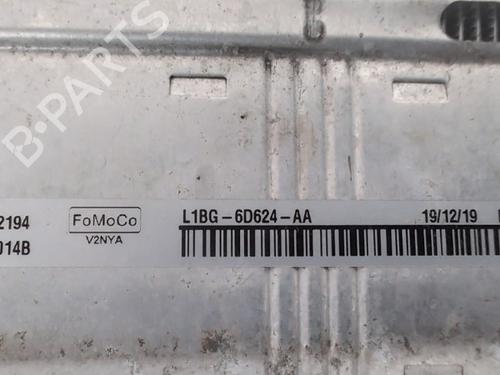 B-PARTS
2194
014B
FoMoCo
V2NYA
L1BG-6D624-AA
19/12/19